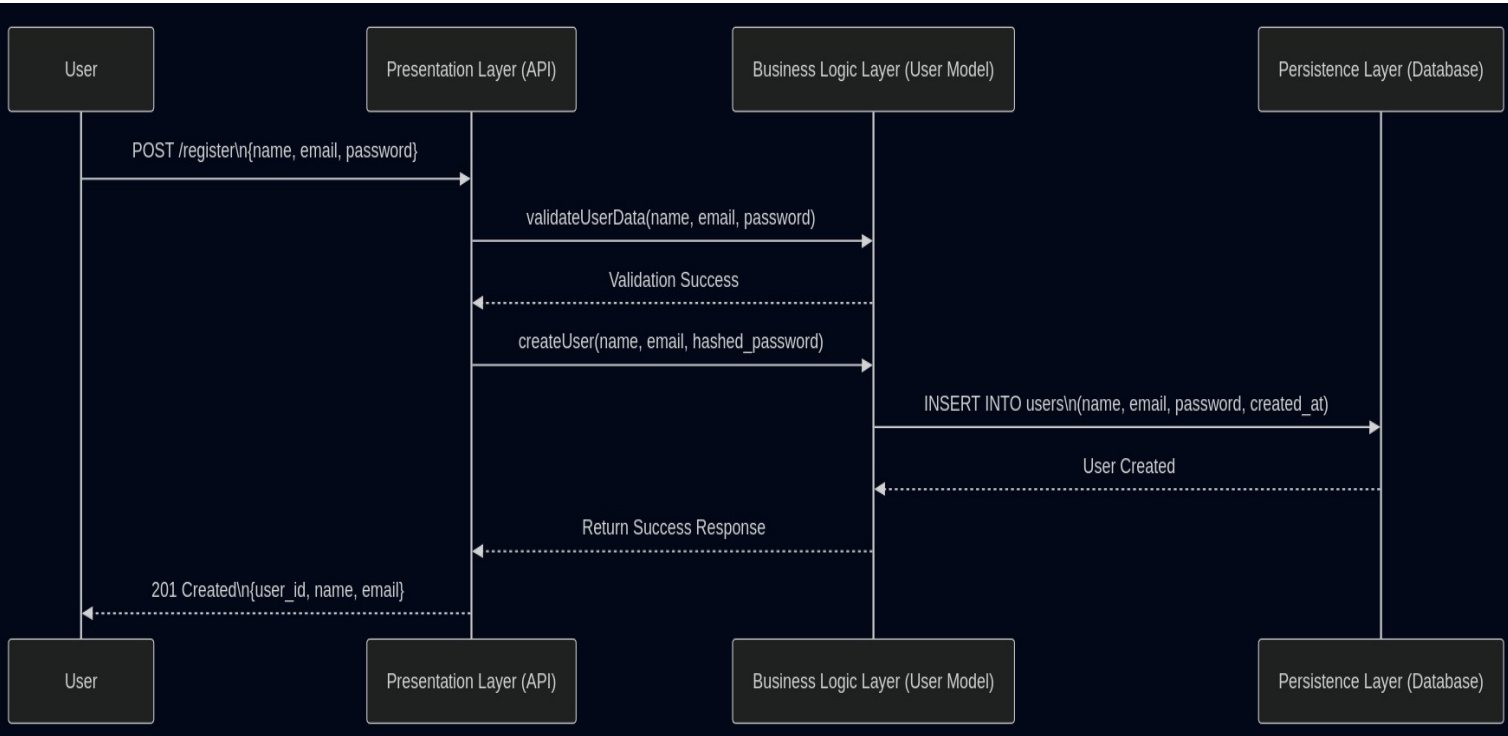 User
Presentation Layer (API)
Business Logic Layer (User Model)
Persistence Layer (Database)
POST /register\n{name, email, password}
validateUserData(name, email, password)
Validation Success
createUser(name, email, hashed_password)
INSERT INTO users\n(name, email, password, created_at)
User Created
Return Success Response
201 Created\n{user_id, name, email}
User
Presentation Layer (API)
Business Logic Layer (User Model)
Persistence Layer (Database)